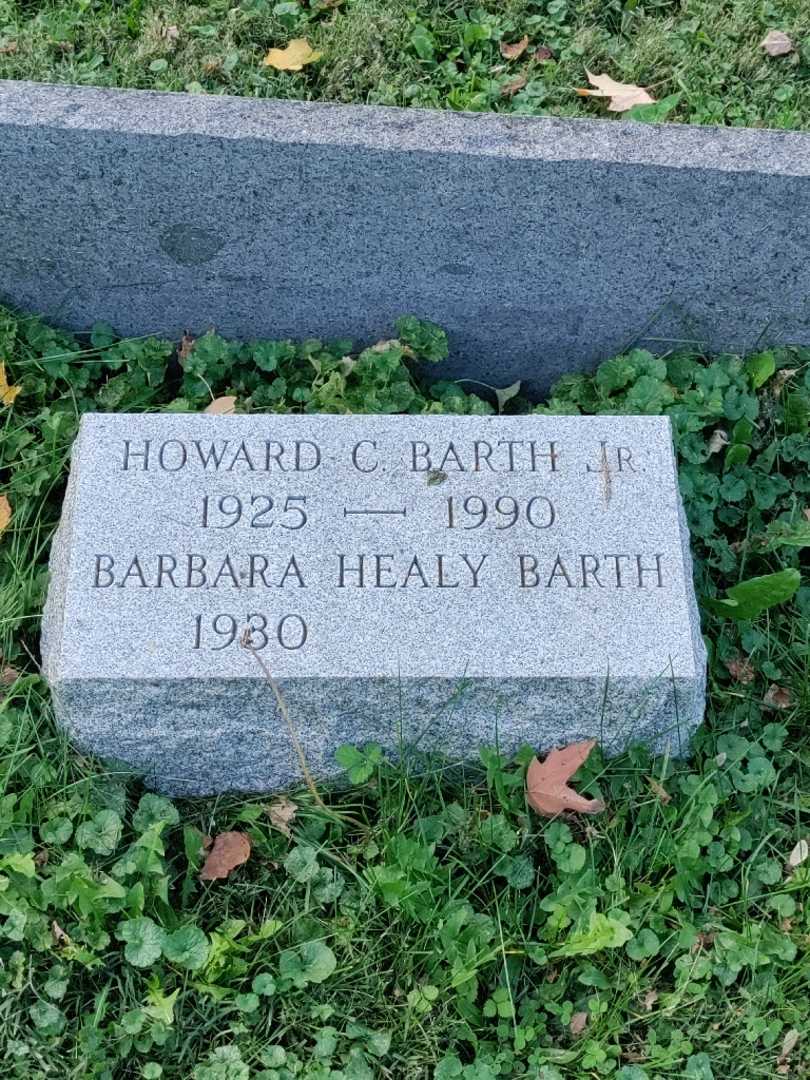 HOWARD C. BARTH JR.
1925 — 1990
BARBARA HEALY BARTH
1930